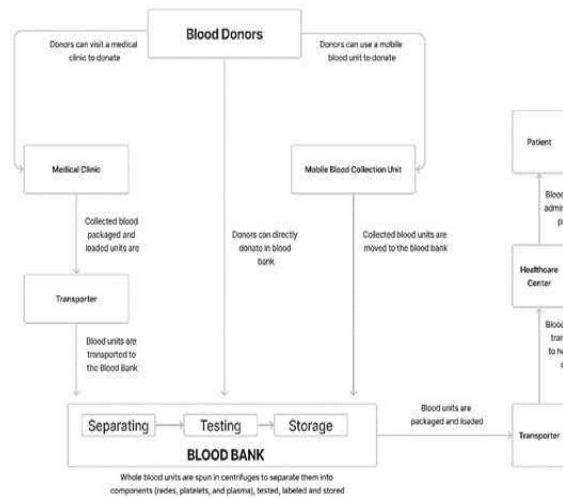 Blood Donors
Donors can visit a medical
clinic to donate
Donors can use a mobile
blood unit to donate
Medical Clinic
Mobile Blood Collection Unit
Patient
Collected blood
packaged and
loaded units are
Donors can directly
donate in blood
bank
Collected blood units are
moved to the blood bank
Blood
Healthcare
Center
Transporter
Blood units are
transported to
the Blood Bank
Blood
to
Separating
Testing
Storage
BLOOD BANK
Blood units are
packaged and loaded
Transporter
Whole blood units are spun in centrifuges to separate them into
components (redes, platelets, and plasma), tested, labeled and stored